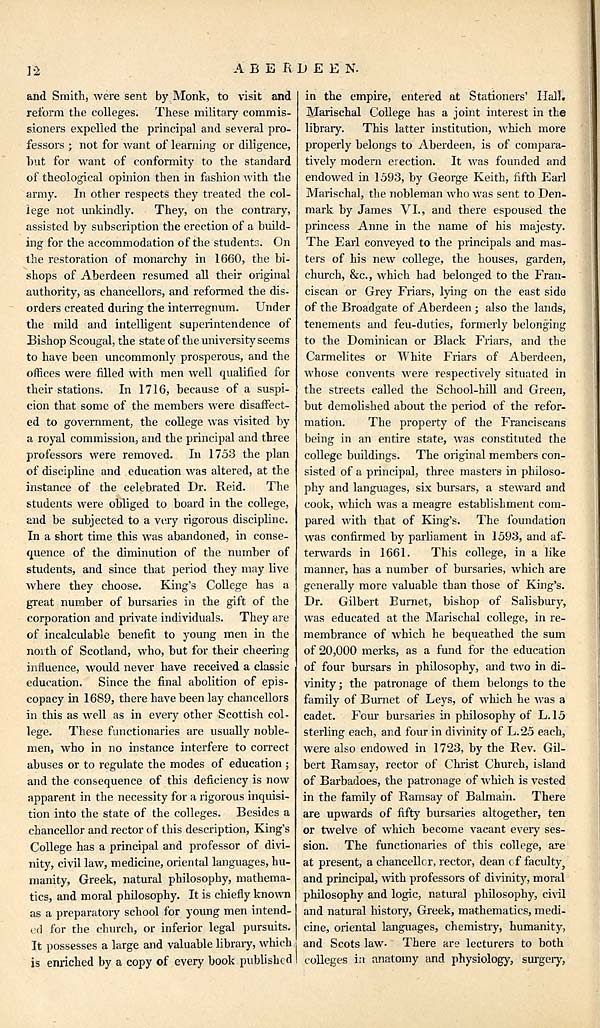 12
ABERDEEN.
and Smith, were sent by Monk, to visit and
reform the colleges. These military commis-
sioners expelled the principal and several pro-
fessors ; not for want of learning or diligence,
but for want of conformity to the standard
of theological opinion then in fashion with the
army. In other respects they treated the col-
lege not unkindly. They, on the contrary,
assisted by subscription the erection of a build-
ing for the accommodation of the students. On
the restoration of monarchy in 1660, the bi-
shops of Aberdeen resumed all their original
authority, as chancellors, and reformed the dis-
orders created during the interregnum. Under
the mild and intelligent superintendence of
Bishop Scougal, the state of the university seems
to have been uncommonly prosperous, and the
offices were filled with men well qualified for
their stations. In 1716, because of a suspi-
cion that some of the members were disaffect-
ed to government, the college was visited by
a royal commission, and the principal and three
professors were removed. In 1753 the plan
of discipline and education was altered, at the
instance of the celebrated Dr. Reid. The
students were obliged to board in the college,
and be subjected to a very rigorous discipline.
In a short time this was abandoned, in conse-
quence of the diminution of the number of
students, and since that period they may live
where they choose. King's College has a
great number of bursaries in the gift of the
corporation and private individuals. They are
of incalculable benefit to young men in the
north of Scotland, who, but for their cheering
influence, would never have received a classic
education. Since the final abolition of epis-
copacy in 1689, there have been lay chancellors
in this as well as in every other Scottish col-
lege. These functionaries are usually noble-
men, who in no instance interfere to correct
abuses or to regulate the modes of education ;
and the consequence of this deficiency is now
apparent in the necessity for a rigorous inquisi-
tion into the state of the colleges. Besides a
chancellor and rector of this description, King's
College has a principal and professor of divi-
nity, civil law, medicine, oriental languages, hu-
manity, Greek, natural philosophy, mathema-
tics, and moral philosophy. It is chiefly known
as a preparatory school for young men intend-
ed for the church, or inferior legal pursuits.
It possesses a large and valuable library, which
is enriched by a copy of every book published
in the empire, entered at Stationers' Hall.
Marischal College has a joint interest in the
library. This latter institution, which more
properly belongs to Aberdeen, is of compara-
tively modern erection. It was founded and
endowed in 1593, by George Keith, fifth Earl
Marischal, the nobleman who was sent to Den-
mark by James VI., and there espoused the
princess Anne in the name of his majesty.
The Earl conveyed to the principals and mas-
ters of his new college, the houses, garden,
church, &c., which had belonged to the Fran-
ciscan or Grey Friars, lying on the east side
of the Broadgate of Aberdeen ; also the lands,
tenements and feu-duties, formerly belonging
to the Dominican or Black Friars, and the
Carmelites or White Friars of Aberdeen,
whose convents were respectively situated in
the streets called the School-hill and Green,
but demolished about the period of the refor-
mation. The property of the Franciscans
being in an entire state, was constituted the
college buildings. The original members con-
sisted of a principal, three masters in philoso-
phy and languages, six bursars, a steward and
cook, which was a meagre establishment com-
pared with that of King's. The foundation
was confirmed by parliament in 1593, and af-
terwards in 1661. This college, in a like
manner, has a number of bursaries, which are
generally more valuable than those of King's.
Dr. Gilbert Burnet, bishop of Salisbury,
was educated at the Marischal college, in re-
membrance of which he bequeathed the sum
of 20,000 merks, as a fund for the education
of four bursars in philosophy, and two in di-
vinity ; the patronage of them belongs to the
family of Burnet of Leys, of which he was a
cadet. Four bursaries in philosophy of L.15
sterling each, and four in divinity of L.25 each,
were also endowed in 1723, by the Rev. Gil-
bert Ramsay, rector of Christ Church, island
of Barbadoes, the patronage of which is vested
in the family of Ramsay of Balmain. There
are upwards of fifty bursaries altogether, ten
or twelve of which become vacant every ses-
sion. The functionaries of this college, are
at present, a chancellor, rector, dean of faculty,
and principal, with professors of divinity, moral
philosophy and logic, natural philosophy, civil
and natural history, Greek, mathematics, medi-
cine, oriental languages, chemistry, humanity,
and Scots law. There are lecturers to both
colleges in anatomy and physiology, surgery,